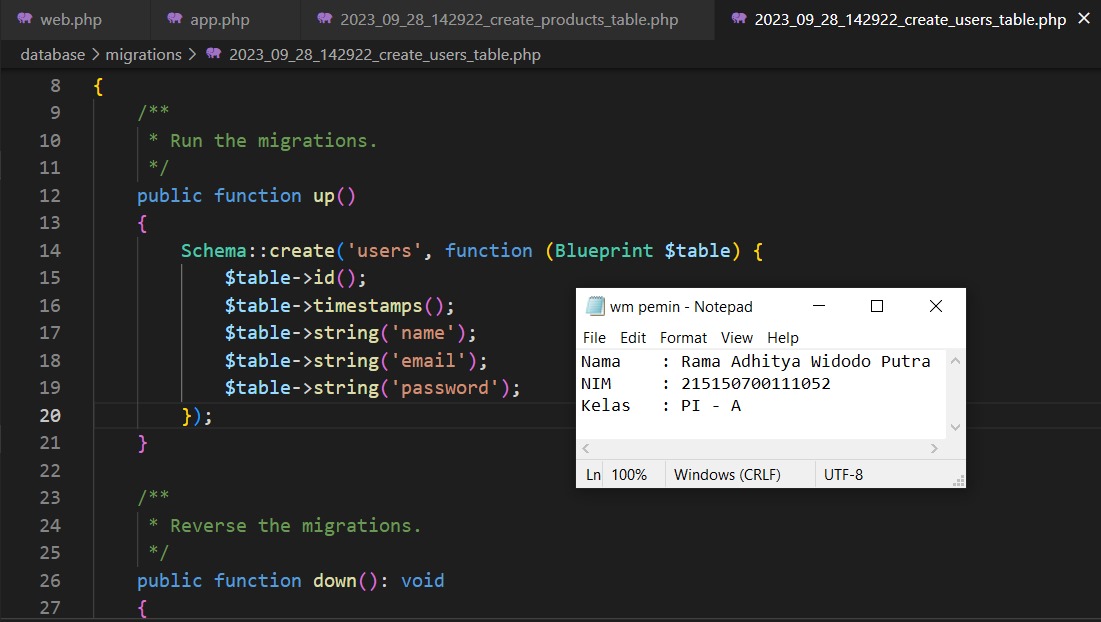 web.php app.php 2023_09_28_142922_create_products_table.php 2023_09_28_142922_create_users_table.php
database > migrations > 2023_09_28_142922_create_users_table.php
8 {
9 /**
10 * Run the migrations.
11 */
12 public function up()
13 {
14 Schema::create('users', function (Blueprint $table) {
15 $table->id();
16 $table->timestamps();
17 $table->string('name');
18 $table->string('email');
19 $table->string('password');
20 });
21 }
22
23 /**
24 * Reverse the migrations.
25 */
26 public function down(): void
27 {
wm pemin - Notepad
File Edit Format View Help
Nama : Rama Adhitya Widodo Putra
NIM : 215150700111052
Kelas : PI - A
Ln 100% Windows (CRLF) UTF-8